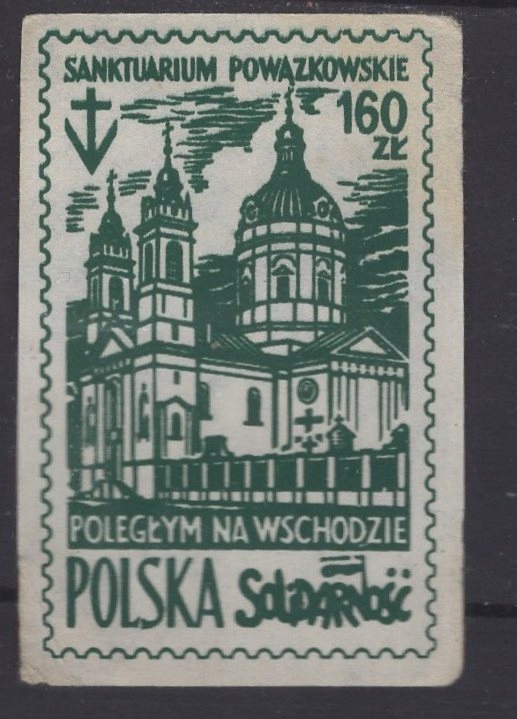 SANKTUARIUM POWĄZKOWSKIE
160
ZŁ
POLEGŁYM NA WSCHODZIE
POLSKA SOLIDARNOŚĆ